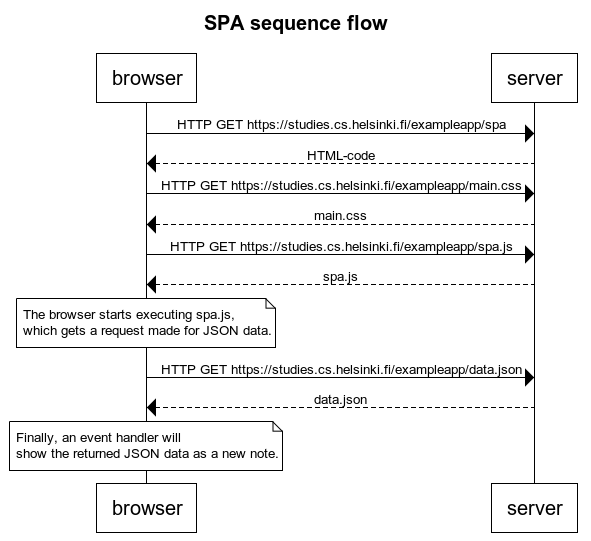 SPA sequence flow
browser
server
HTTP GET https://studies.cs.helsinki.fi/exampleapp/spa
HTML-code
HTTP GET https://studies.cs.helsinki.fi/exampleapp/main.css
main.css
HTTP GET https://studies.cs.helsinki.fi/exampleapp/spa.js
spa.js
The browser starts executing spa.js,
which gets a request made for JSON data.
HTTP GET https://studies.cs.helsinki.fi/exampleapp/data.json
data.json
Finally, an event handler will
show the returned JSON data as a new note.
browser
server